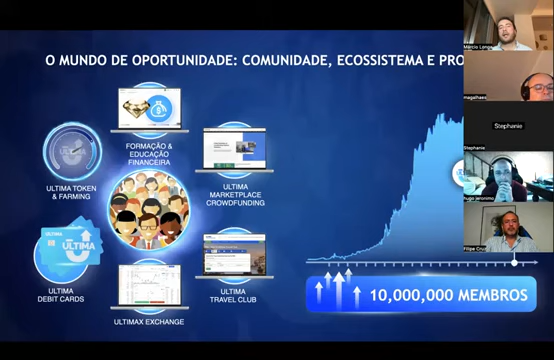 O MUNDO DE OPORTUNIDADE: COMUNIDADE, ECOSSISTEMA E PRO
FORMAÇÃO &
EDUCAÇÃO
FINANCEIRA
ULTIMA TOKEN
& FARMING
ULTIMA
MARKETPLACE
CROWDFUNDING
ULTIMA
ULTIMA
ULTIMA
DEBIT CARDS
ULTIMAX EXCHANGE
ULTIMA
TRAVEL CLUB
10,000,000 MEMBROS
Márcio Longo
magalhaes
Stephanie
Stephanie
hugo jeronimo
Filipe Cruz